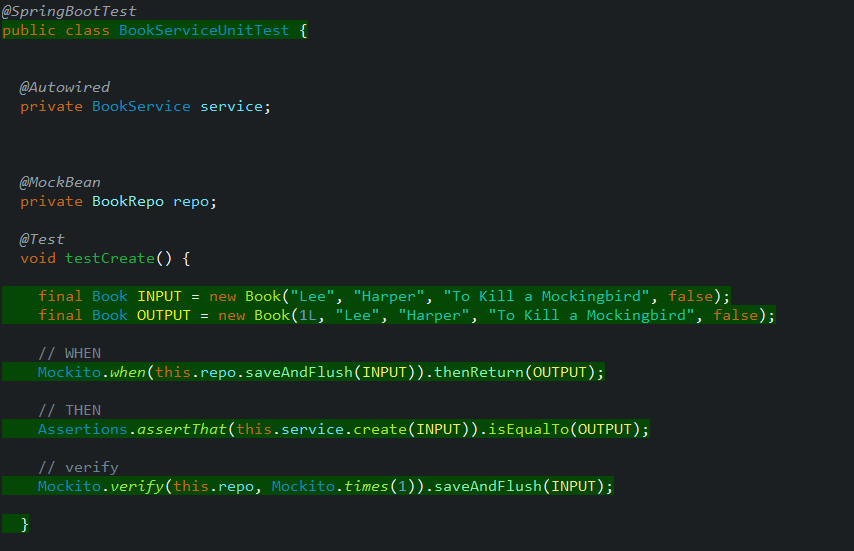 @SpringBootTest
public class BookServiceUnitTest {
@Autowired
private BookService service;
@MockBean
private BookRepo repo;
@Test
void testCreate() {
final Book INPUT = new Book("Lee", "Harper", "To Kill a Mockingbird", false);
final Book OUTPUT = new Book(1L, "Lee", "Harper", "To Kill a Mockingbird", false);
// WHEN
Mockito.when(this.repo.saveAndFlush(INPUT)).thenReturn(OUTPUT);
// THEN
Assertions.assertThat(this.service.create(INPUT)).isEqualTo(OUTPUT);
// verify
Mockito.verify(this.repo, Mockito.times(1)).saveAndFlush(INPUT);
}